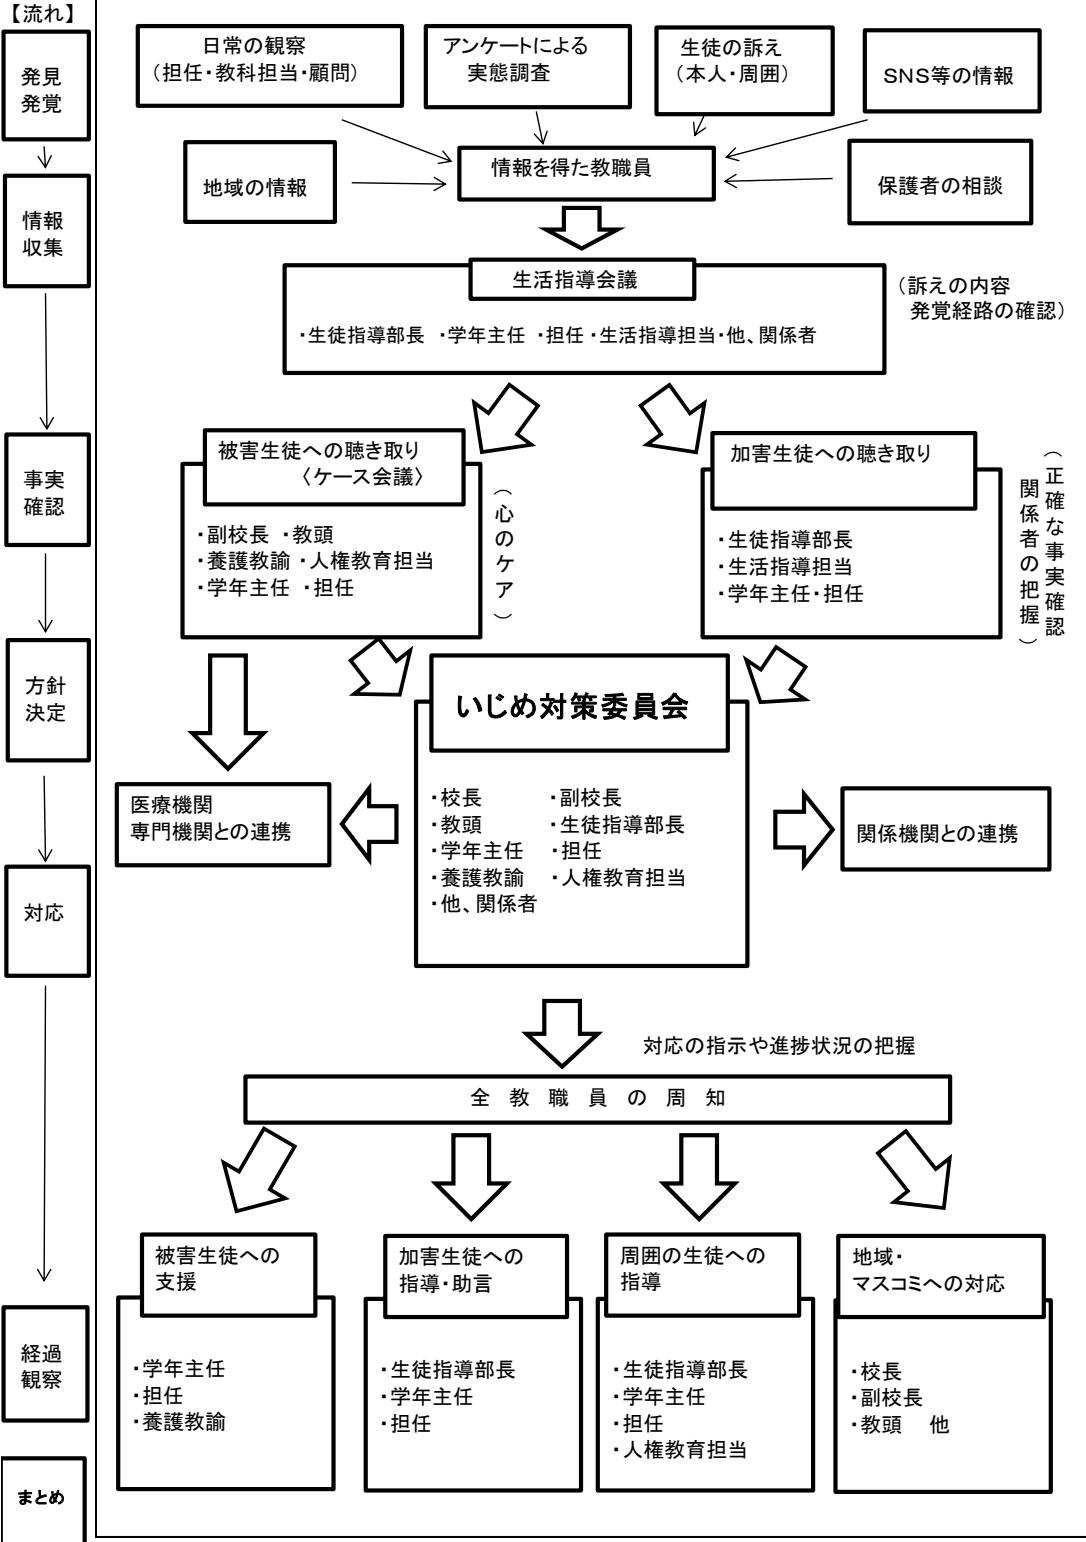 【流れ】
発見
発覚
情報
収集
事実
確認
方針
決定
対応
経過
観察
まとめ
日常の観察
（担任・教科担当・顧問）
アンケートによる
実態調査
生徒の訴え
（本人・周囲）
SNS等の情報
地域の情報
情報を得た教職員
保護者の相談
生活指導会議
・生徒指導部長　・学年主任　・担任・生活指導担当・他、関係者
（訴えの内容
発覚経路の確認）
被害生徒への聴き取り
〈ケース会議〉
・副校長　・教頭
・養護教諭　・人権教育担当
・学年主任　・担任
（心のケア）
加害生徒への聴き取り
・生徒指導部長
・生活指導担当
・学年主任・担任
（正確な事実確認
関係者の把握）
いじめ対策委員会
・校長　・副校長
・教頭　・生徒指導部長
・学年主任　・担任
・養護教諭　・人権教育担当
・他、関係者
医療機関
専門機関との連携
関係機関との連携
対応の指示や進捗状況の把握
全　教　職　員　の　周　知
被害生徒への
支援
・学年主任
・担任
・養護教諭
加害生徒への
指導・助言
・生徒指導部長
・学年主任
・担任
周囲の生徒への
指導
・生徒指導部長
・学年主任
・担任
・人権教育担当
地域・
マスコミへの対応
・校長
・副校長
・教頭　他